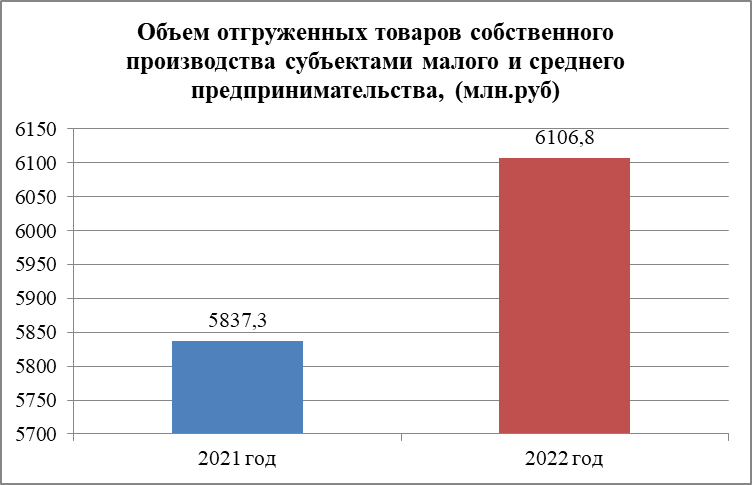 Объем отгруженных товаров собственного
производства субъектами малого и среднего
предпринимательства, (млн.руб)
6150
6100
6050
6000
5950
5900
5850
5800
5750
5700
5837,3
6106,8
2021 год
2022 год